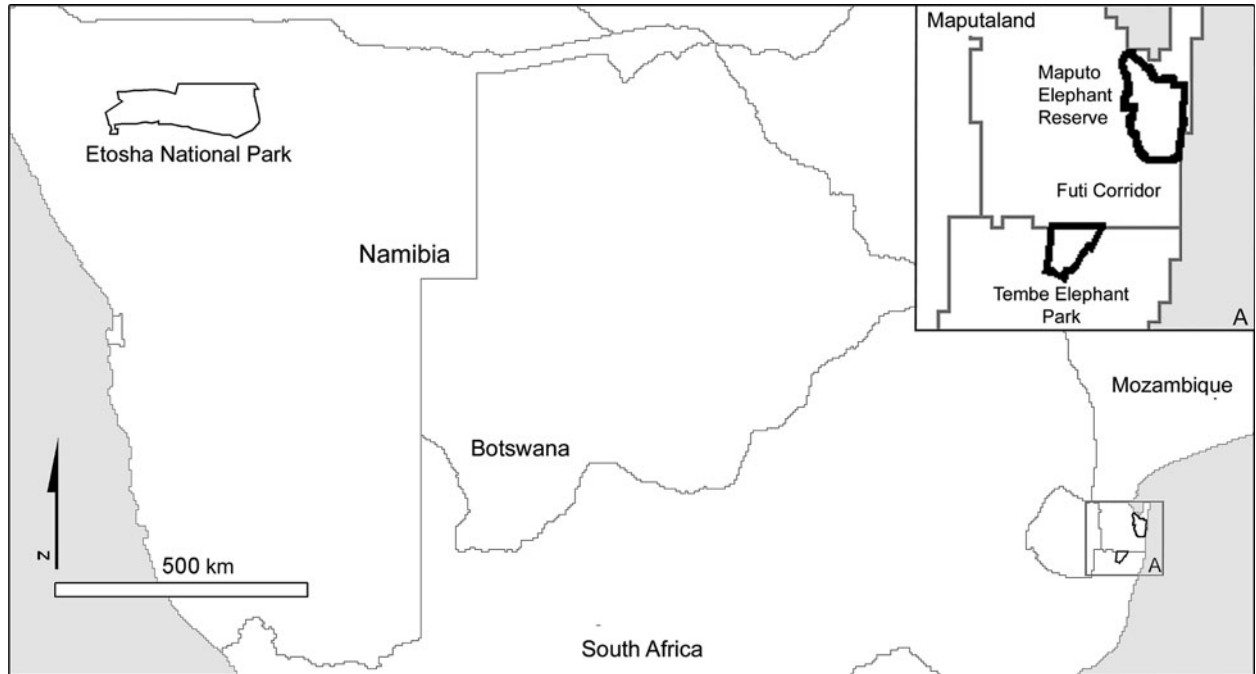 Maputaland
Maputo
Elephant
Reserve
Futi Corridor
Tembe Elephant
Park
A
Etosha National Park
Namibia
Botswana
Mozambique
South Africa
A
N
500 km